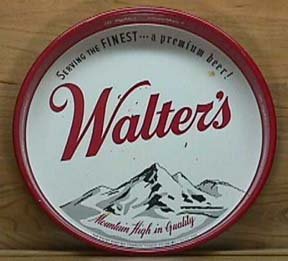 SERVING THE FINEST... a premium beer!
Walter's
Mountain High in Quality